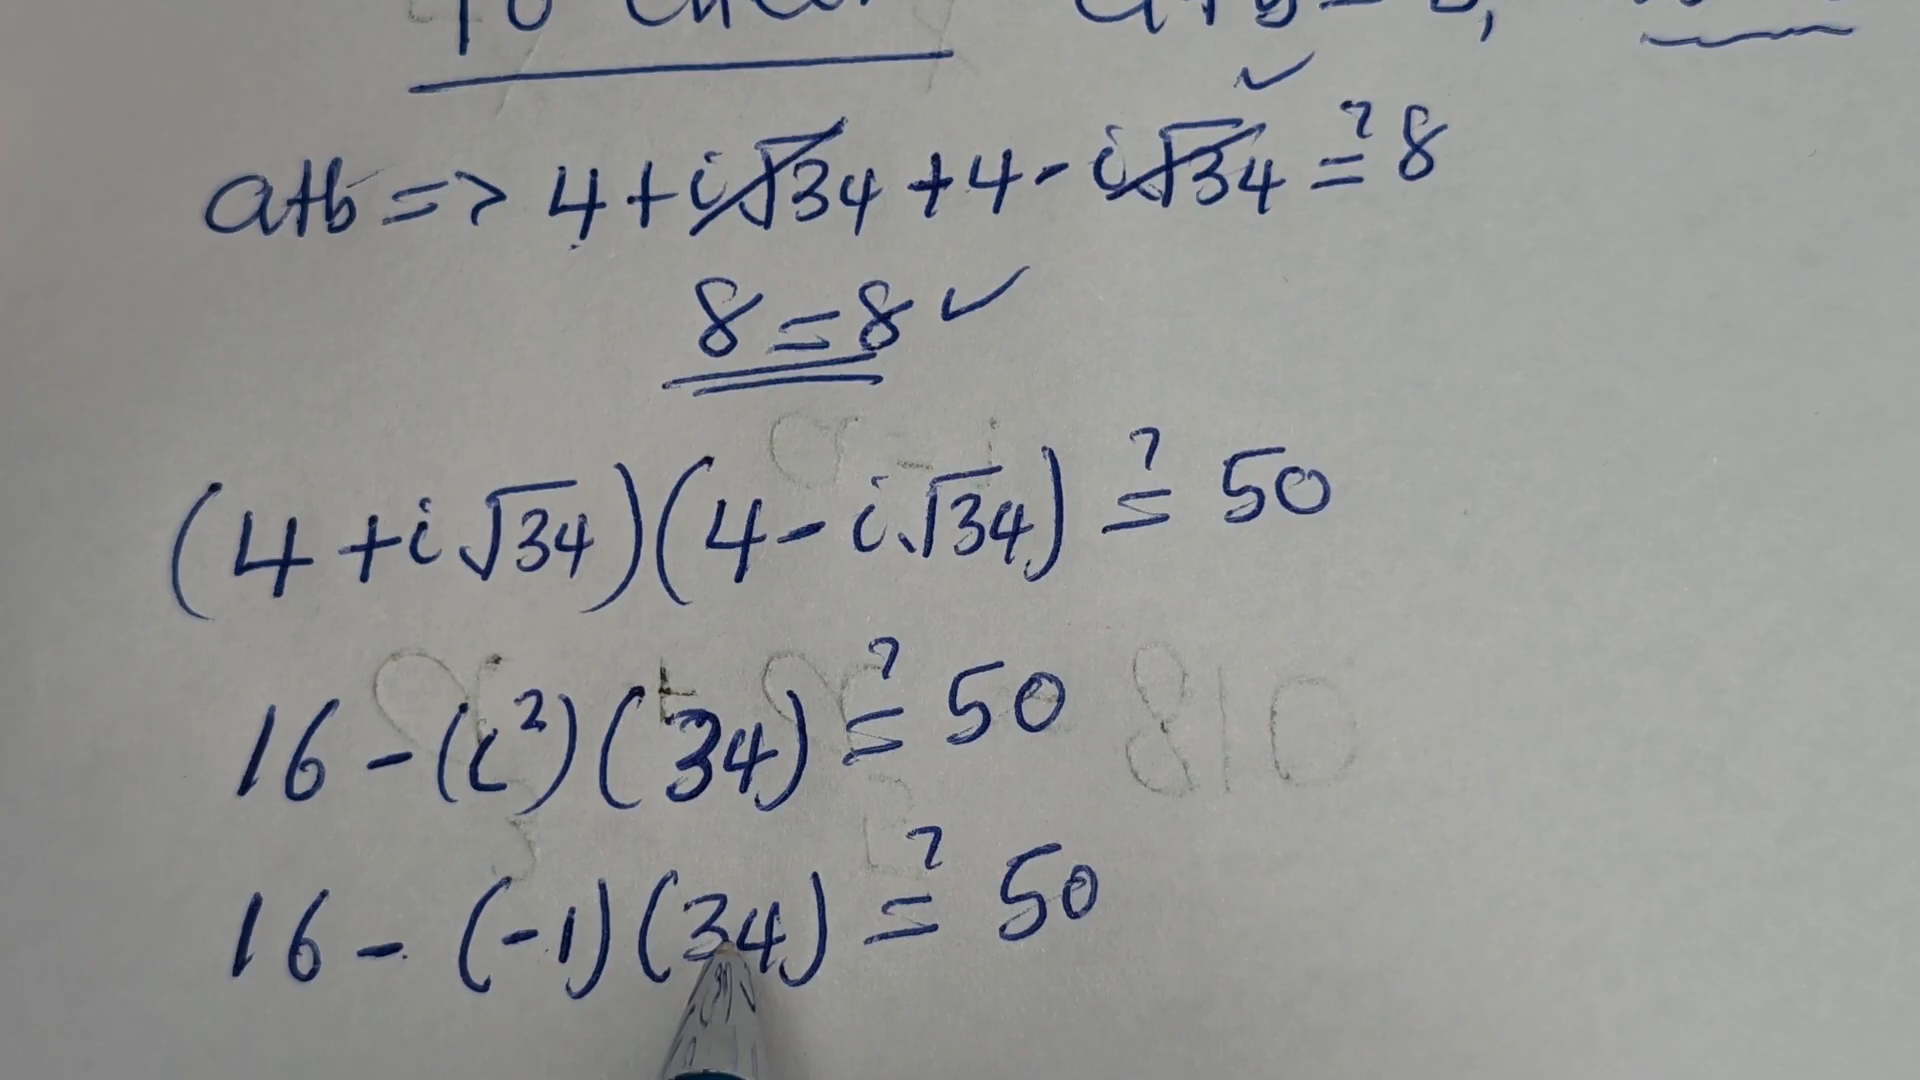 To
a+b => 4+i√34 +4- i√34 ≟ 8 ✓
8=8 ✓
(4+i√34)(4-i√34) ≟ 50
16-(i²)(34) ≟ 50
16-(-1)(34) ≟ 50